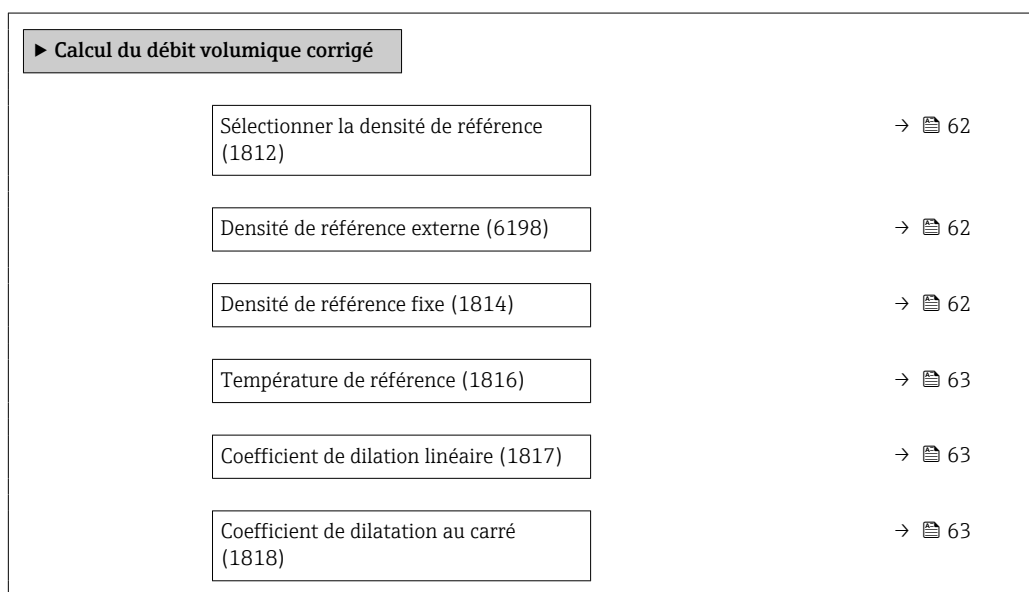 ▶ Calcul du débit volumique corrigé
Sélectionner la densité de référence → 62
(1812)
Densité de référence externe (6198) → 62
Densité de référence fixe (1814) → 62
Température de référence (1816) → 63
Coefficient de dilation linéaire (1817) → 63
Coefficient de dilatation au carré → 63
(1818)